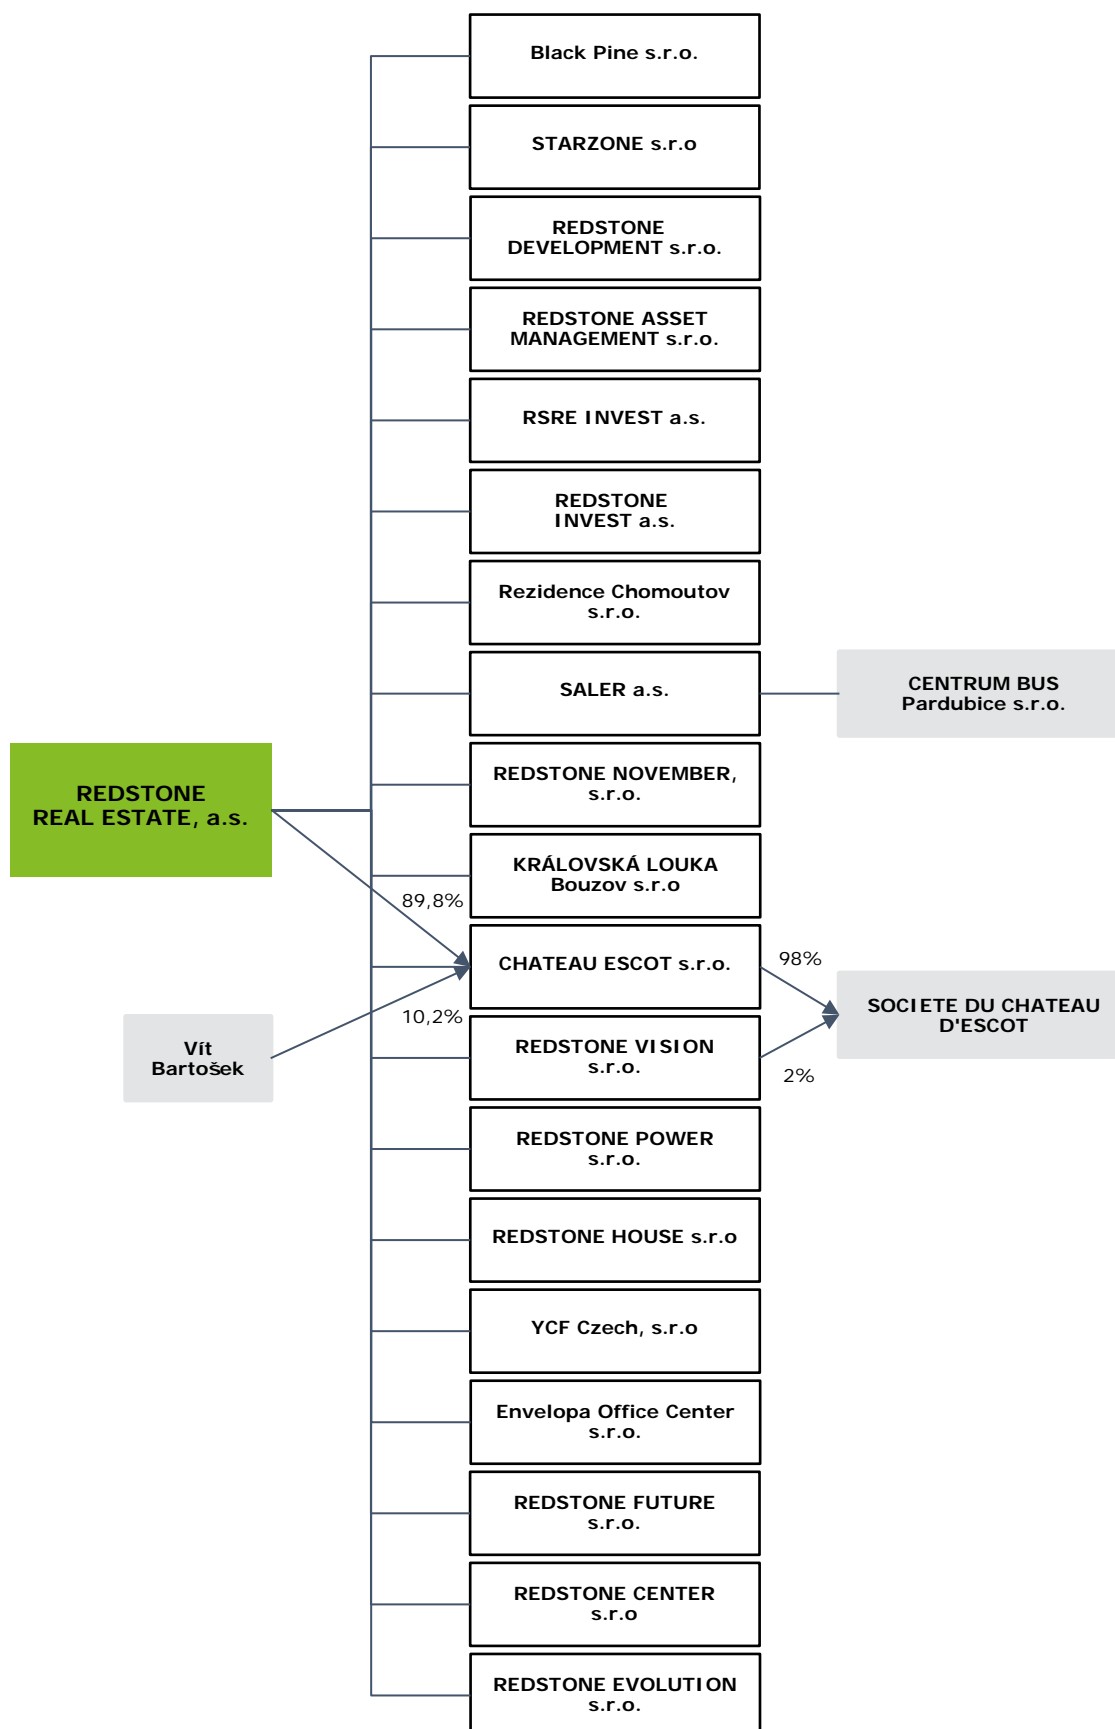 Black Pine s.r.o.
STARZONE s.r.o
REDSTONE
DEVELOPMENT s.r.o.
REDSTONE ASSET
MANAGEMENT s.r.o.
RSRE INVEST a.s.
REDSTONE
INVEST a.s.
Rezidence Chomoutov
s.r.o.
SALER a.s.
CENTRUM BUS
Pardubice s.r.o.
REDSTONE
REAL ESTATE, a.s.
REDSTONE NOVEMBER,
s.r.o.
KRÁLOVSKÁ LOUKA
Bouzov s.r.o
89,8%
CHATEAU ESCOT s.r.o.
98%
10,2%
SOCIETE DU CHATEAU
D'ESCOT
Vít
Bartošek
REDSTONE VISION
s.r.o.
2%
REDSTONE POWER
s.r.o.
REDSTONE HOUSE s.r.o
YCF Czech, s.r.o
Envelopa Office Center
s.r.o.
REDSTONE FUTURE
s.r.o.
REDSTONE CENTER
s.r.o
REDSTONE EVOLUTION
s.r.o.